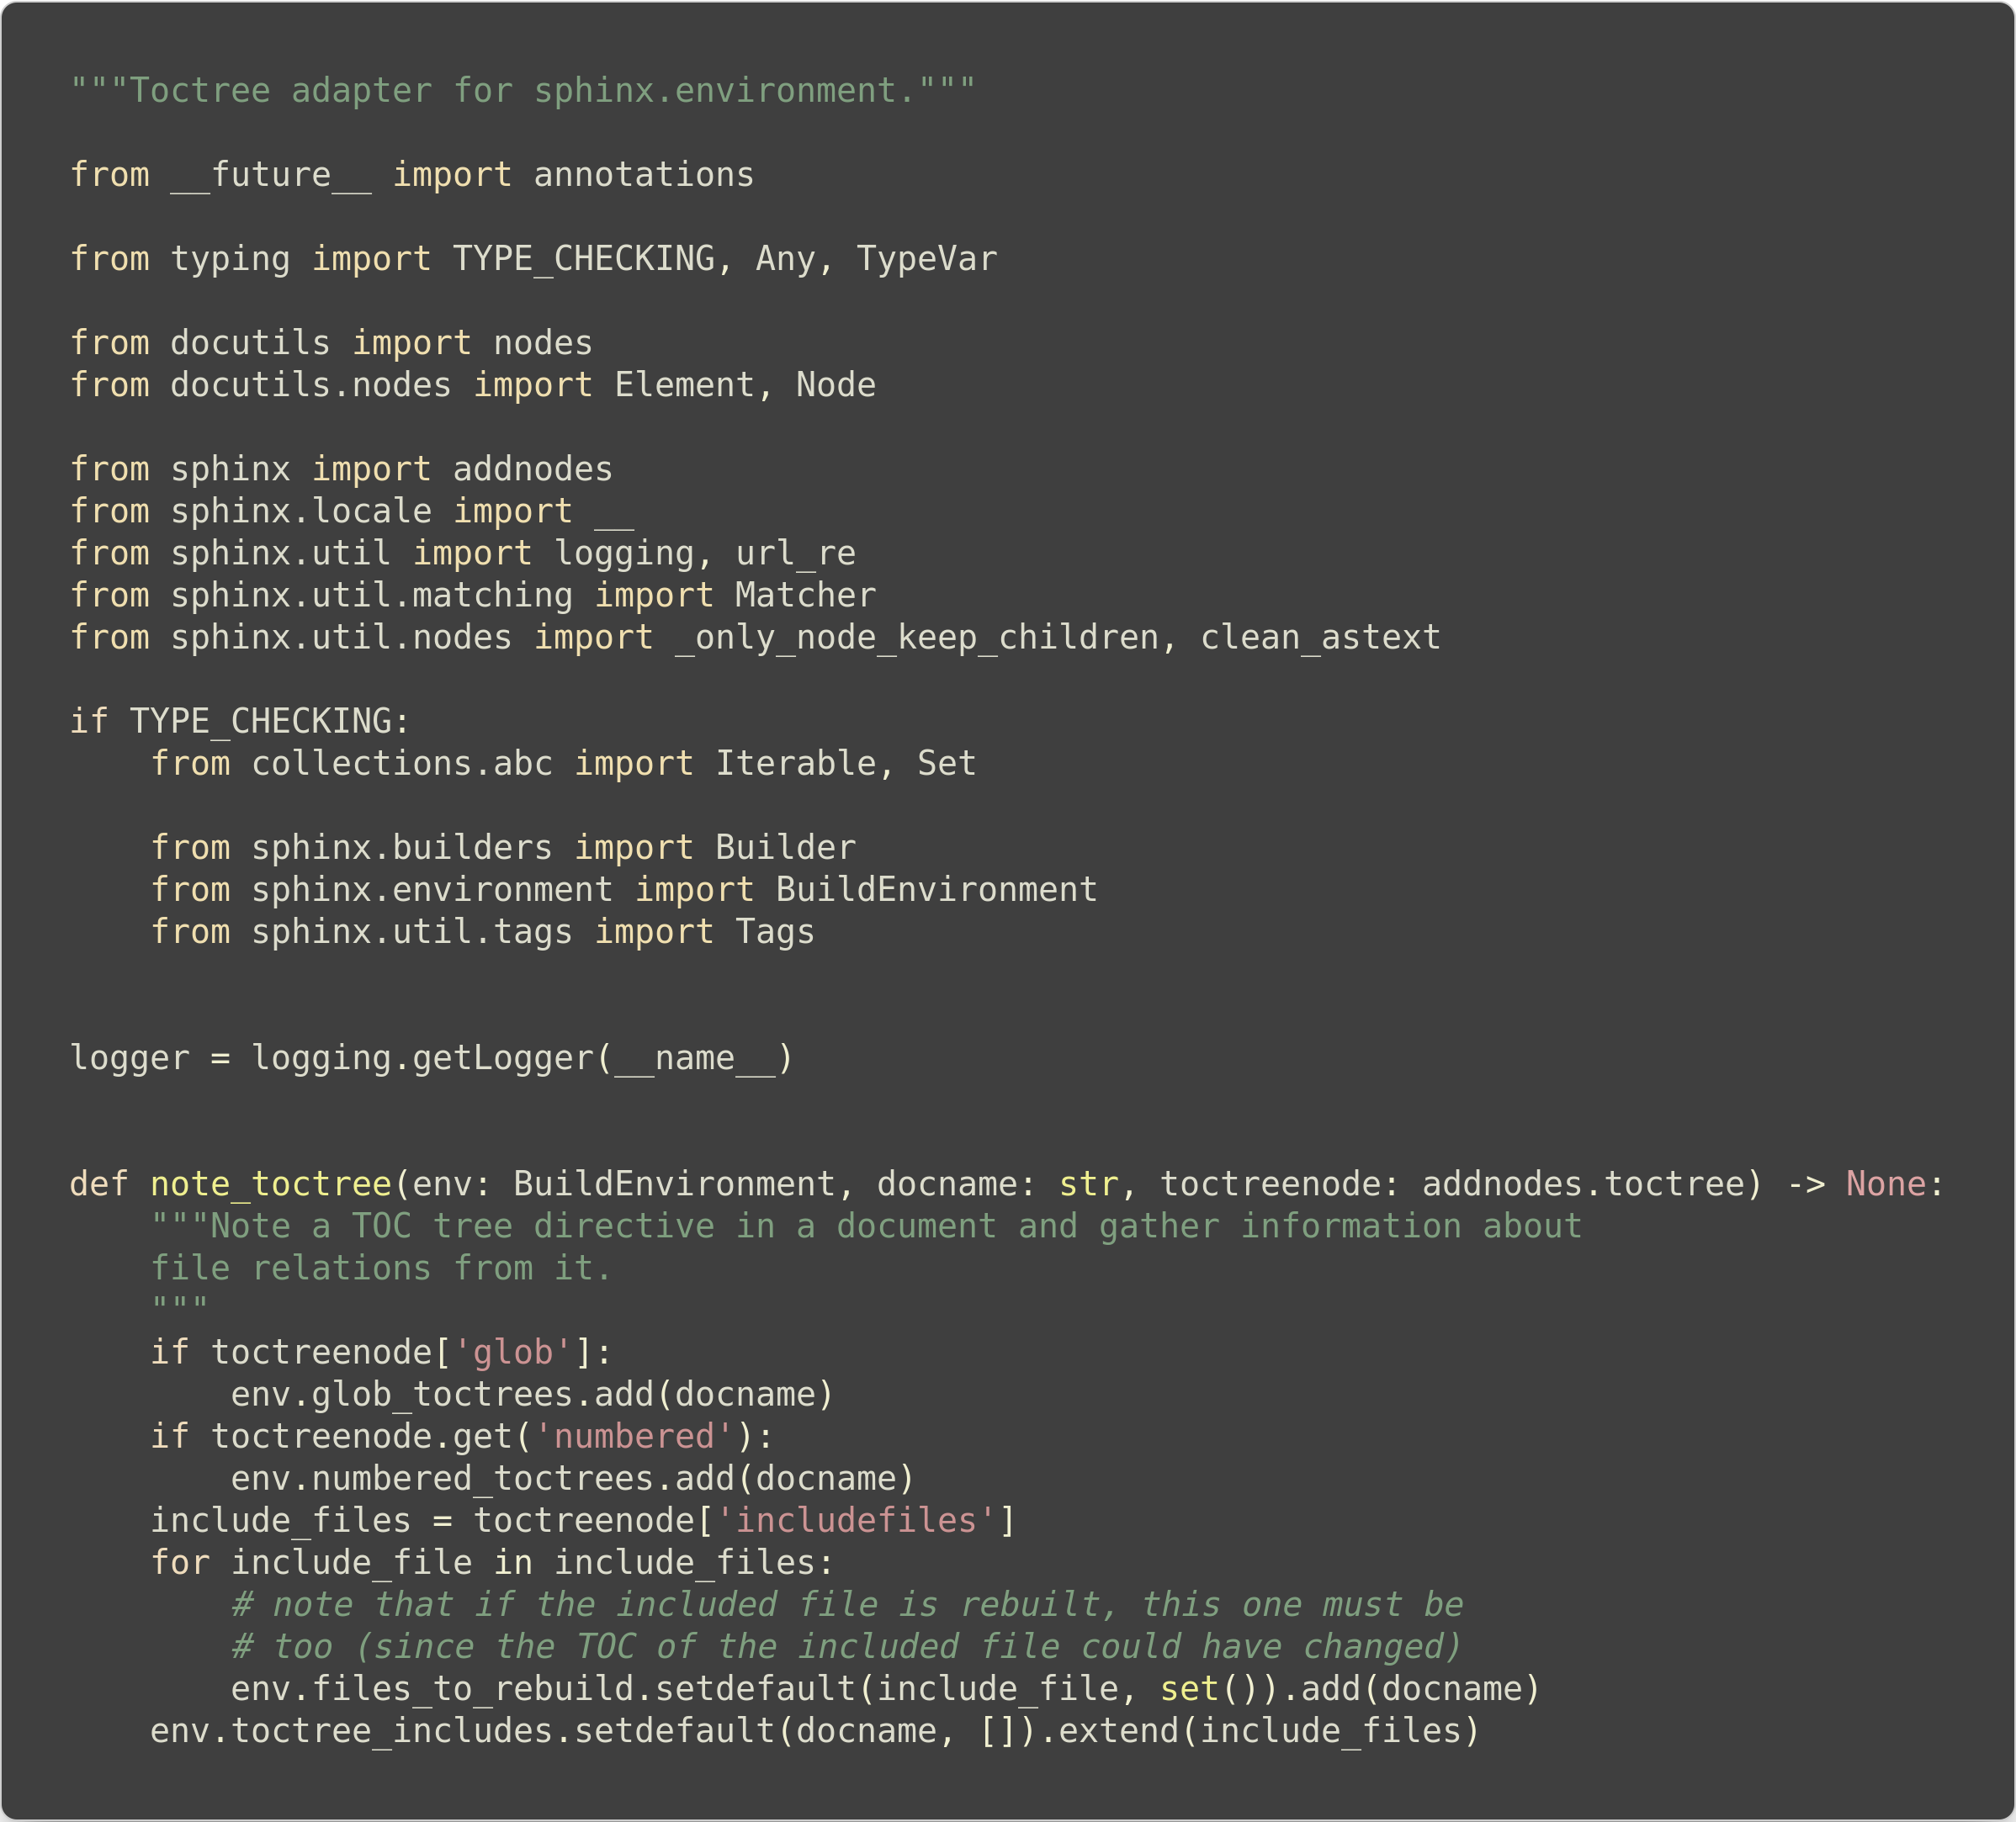 """Toctree adapter for sphinx.environment."""

from __future__ import annotations

from typing import TYPE_CHECKING, Any, TypeVar

from docutils import nodes
from docutils.nodes import Element, Node

from sphinx import addnodes
from sphinx.locale import __
from sphinx.util import logging, url_re
from sphinx.util.matching import Matcher
from sphinx.util.nodes import _only_node_keep_children, clean_astext

if TYPE_CHECKING:
    from collections.abc import Iterable, Set

    from sphinx.builders import Builder
    from sphinx.environment import BuildEnvironment
    from sphinx.util.tags import Tags


logger = logging.getLogger(__name__)


def note_toctree(env: BuildEnvironment, docname: str, toctreenode: addnodes.toctree) -> None:
    """Note a TOC tree directive in a document and gather information about
    file relations from it.
    """
    if toctreenode['glob']:
        env.glob_toctrees.add(docname)
    if toctreenode.get('numbered'):
        env.numbered_toctrees.add(docname)
    include_files = toctreenode['includefiles']
    for include_file in include_files:
        # note that if the included file is rebuilt, this one must be
        # too (since the TOC of the included file could have changed)
        env.files_to_rebuild.setdefault(include_file, set()).add(docname)
    env.toctree_includes.setdefault(docname, []).extend(include_files)